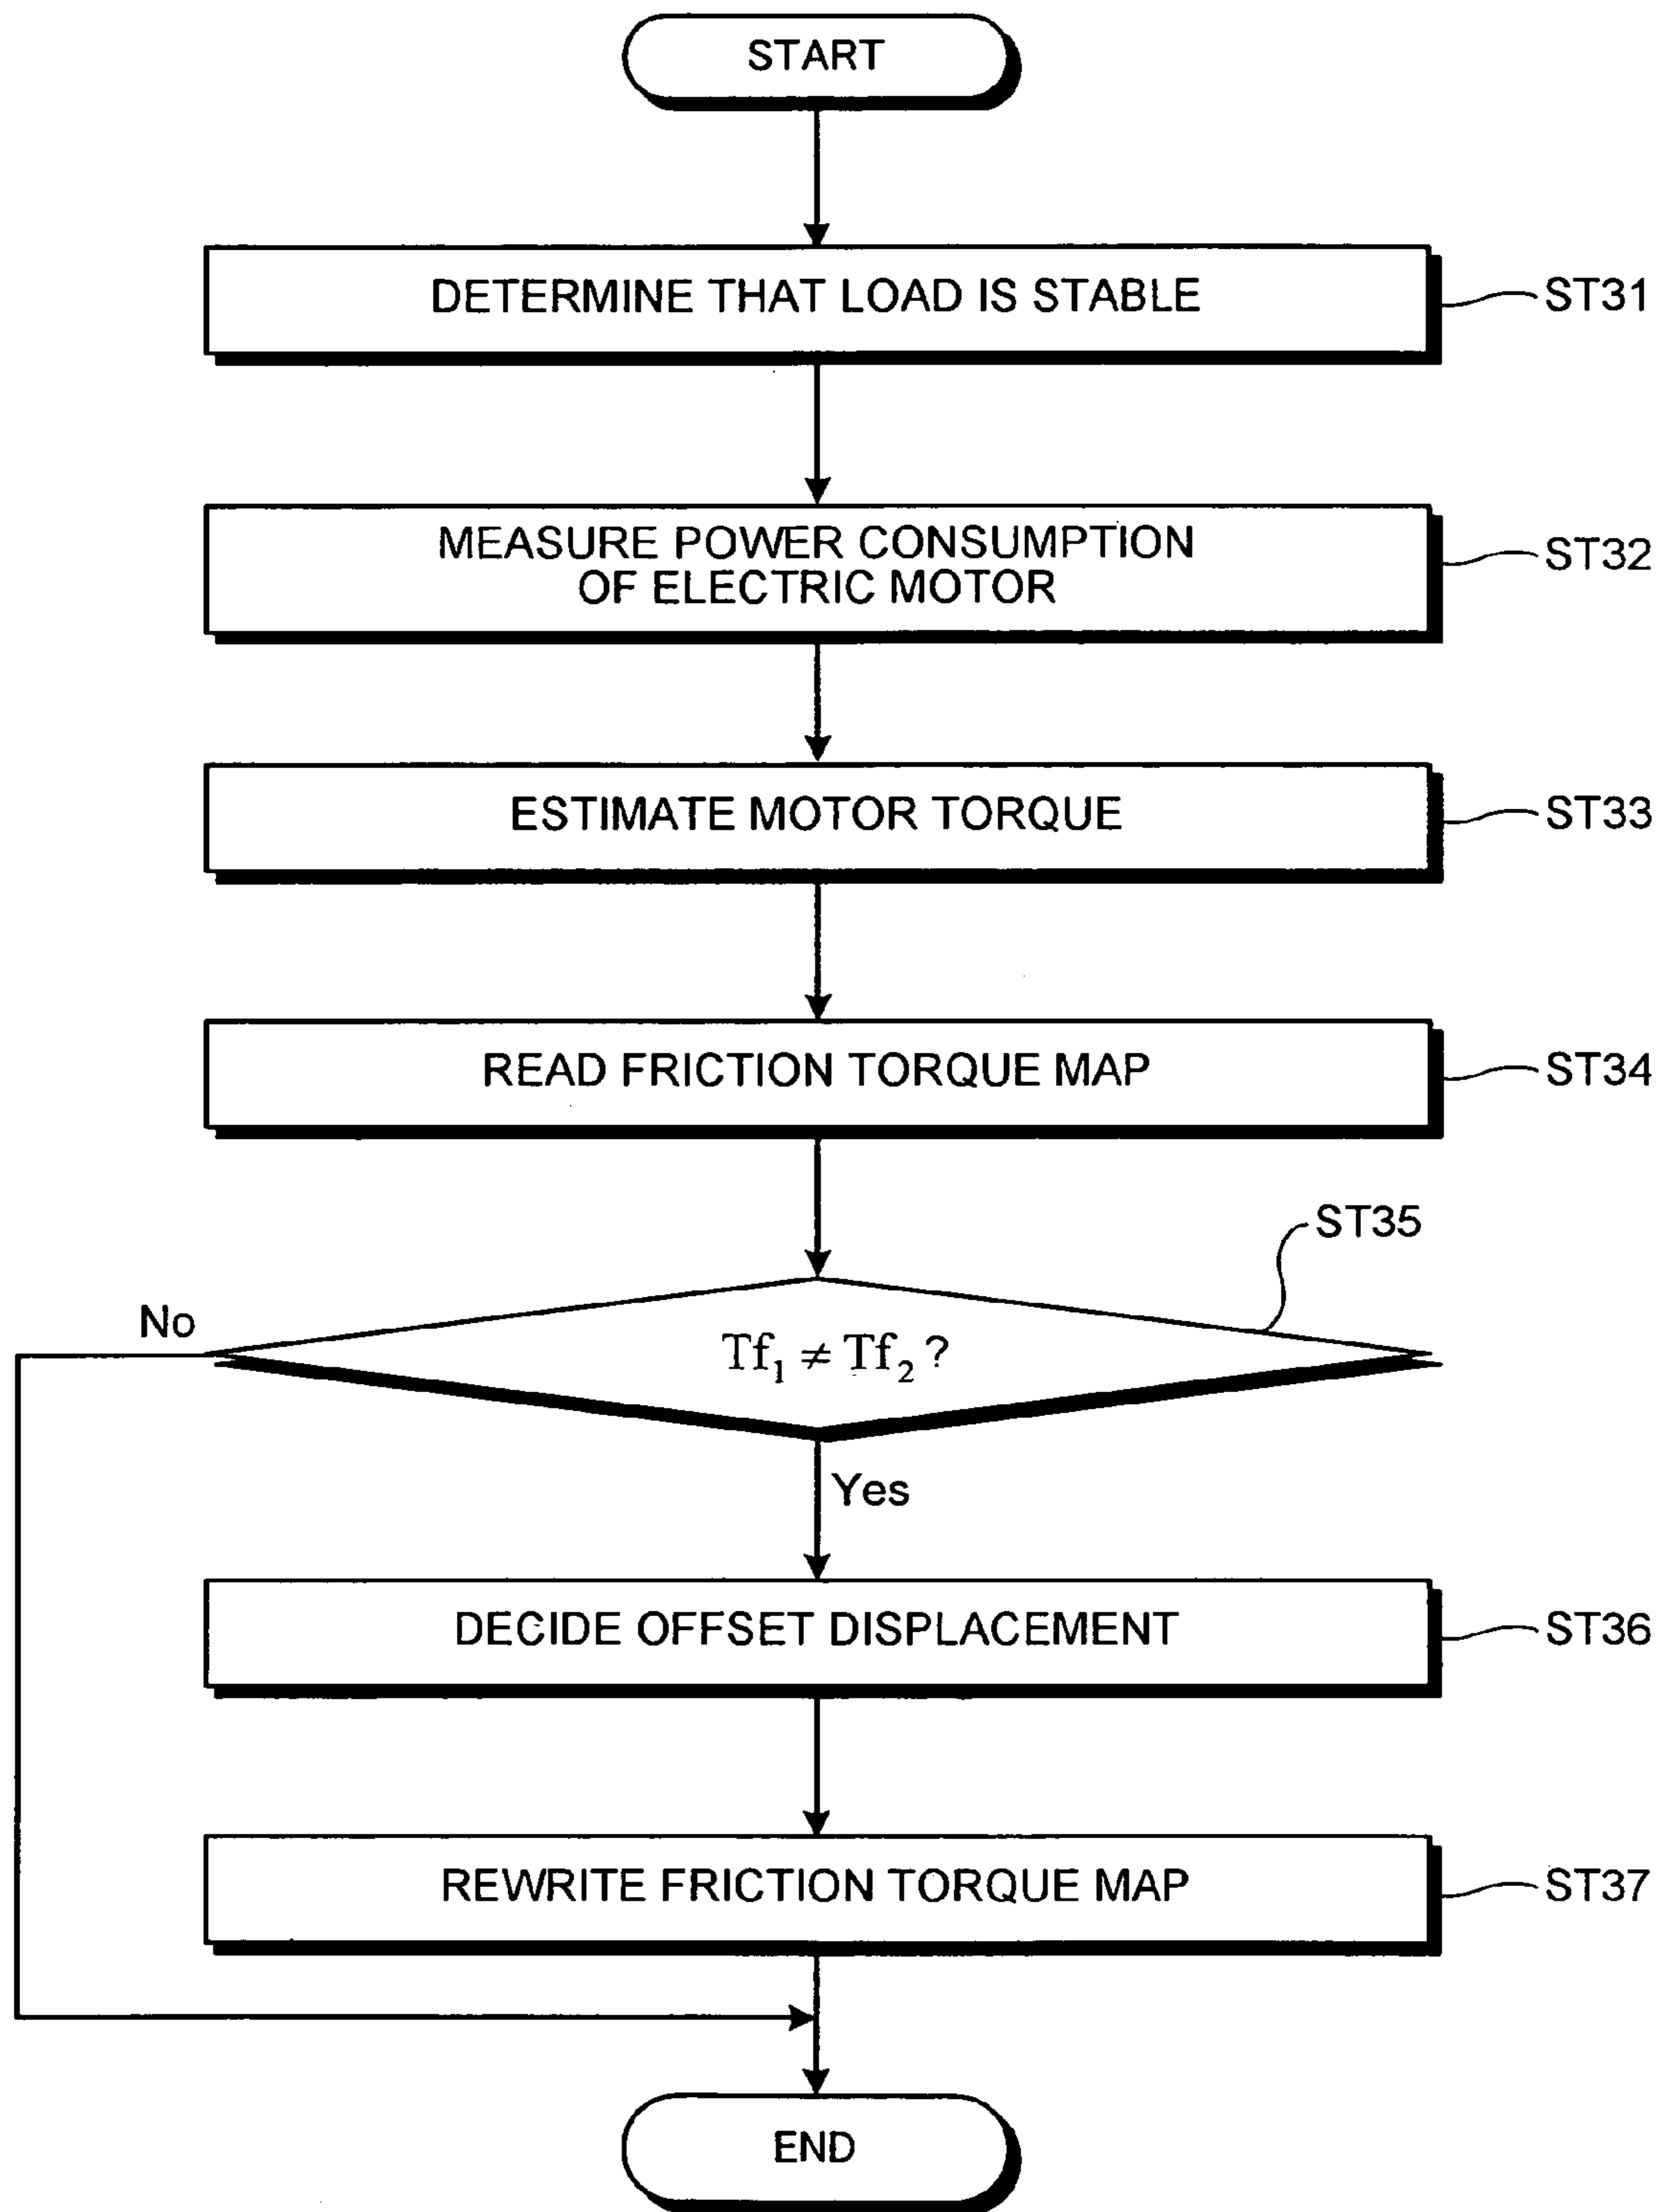 START
DETERMINE THAT LOAD IS STABLE
ST31
MEASURE POWER CONSUMPTION
OF ELECTRIC MOTOR
ST32
ESTIMATE MOTOR TORQUE
ST33
READ FRICTION TORQUE MAP
ST34
ST35
No
Tf₁ ≠ Tf₂ ?
Yes
DECIDE OFFSET DISPLACEMENT
ST36
REWRITE FRICTION TORQUE MAP
ST37
END